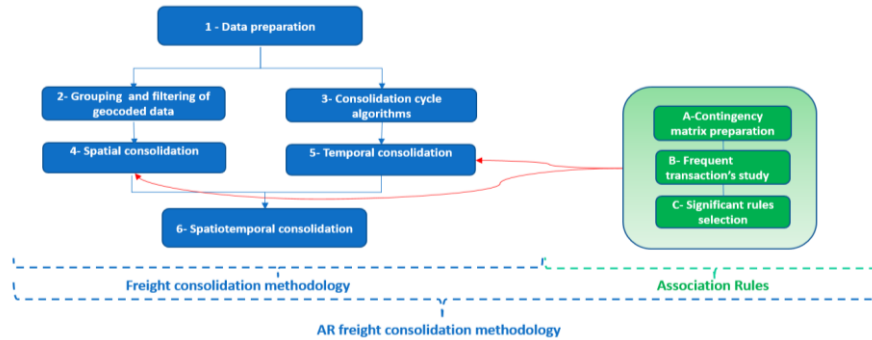 1 - Data preparation
2- Grouping and filtering of
geocoded data
3- Consolidation cycle
algorithms
4- Spatial consolidation
5- Temporal consolidation
6- Spatiotemporal consolidation
A-Contingency
matrix preparation
B- Frequent
transaction's study
C- Significant rules
selection
Freight consolidation methodology
Association Rules
AR freight consolidation methodology